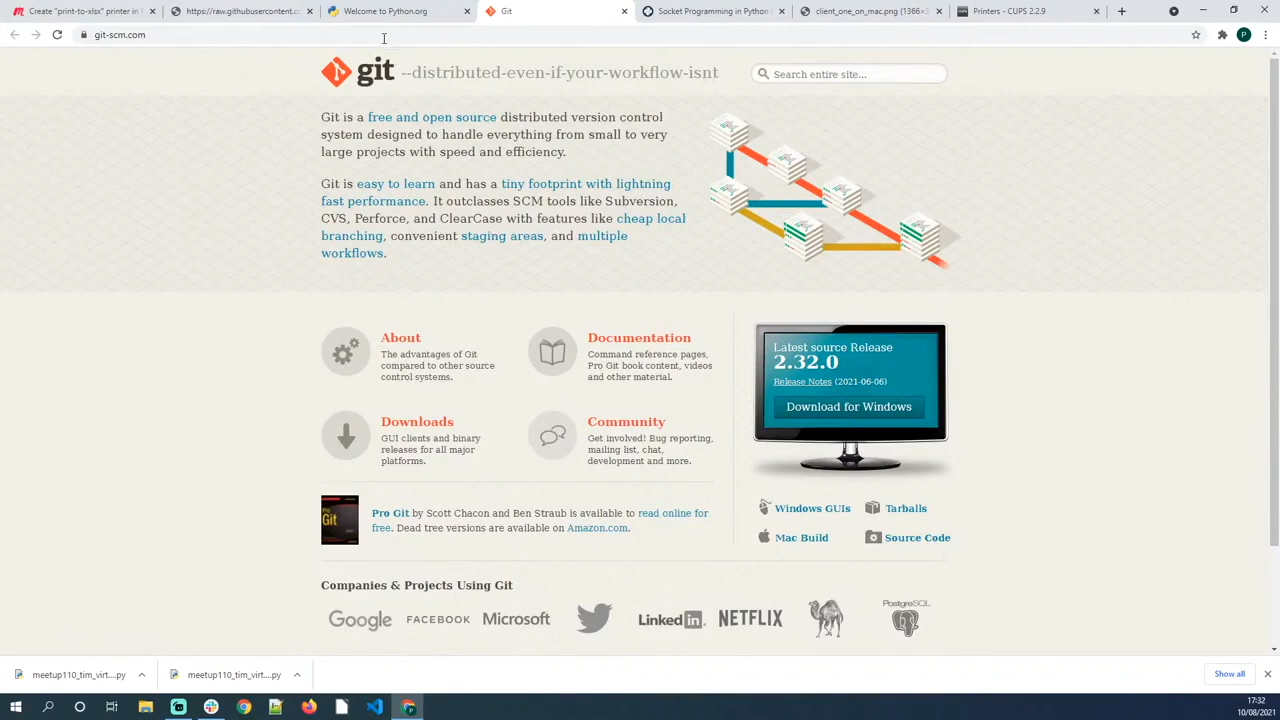 Create "print-to-xlsx" printer in F
https://raw.githubusercontent.c
Welcome to Python.org
Git
Socket Programming in Python
client_one_on_mac.png (1366×
Printers - CUPS 2.2.9
git-scm.com
P
git --distributed-even-if-your-workflow-isnt
Search entire site...
Git is a free and open source distributed version control
system designed to handle everything from small to very
large projects with speed and efficiency.
Git is easy to learn and has a tiny footprint with lightning
fast performance. It outclasses SCM tools like Subversion,
CVS, Perforce, and ClearCase with features like cheap local
branching, convenient staging areas, and multiple
workflows.
About
The advantages of Git
compared to other source
control systems.
Documentation
Command reference pages,
Pro Git book content, videos
and other material.
Downloads
GUI clients and binary
releases for all major
platforms.
Community
Get involved! Bug reporting,
mailing list, chat,
development and more.
Pro
Git
Pro Git by Scott Chacon and Ben Straub is available to read online for
free. Dead tree versions are available on Amazon.com.
Latest source Release
2.32.0
Release Notes (2021-06-06)
Download for Windows
Windows GUIs
Tarballs
Mac Build
Source Code
Companies & Projects Using Git
Google
FACEBOOK
Microsoft
LinkedIn
NETFLIX
PostgreSQL
meetup110_tim_virt....py
meetup110_tim_virt....py
Show all
17:32
10/08/2021